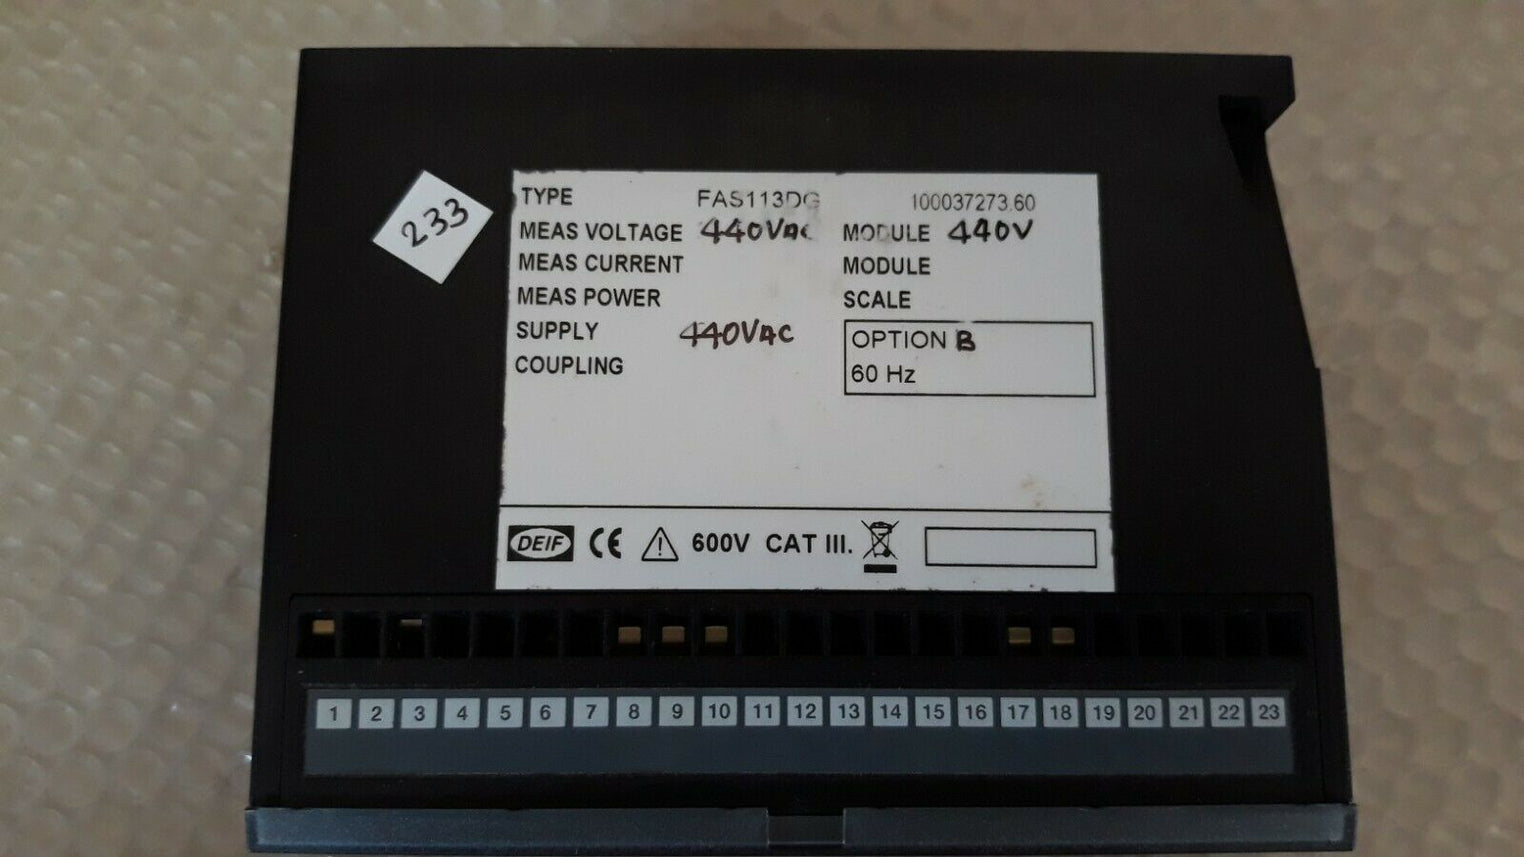 233
TYPE FAS113DG 100037273.60
MEAS VOLTAGE 440VAC MODULE 440V
MEAS CURRENT MODULE
MEAS POWER SCALE
SUPPLY 440VAC OPTION B
COUPLING 60 Hz
DEIF CE 600V CAT III.
1 2 3 4 5 6 7 8 9 10 11 12 13 14 15 16 17 18 19 20 21 22 23